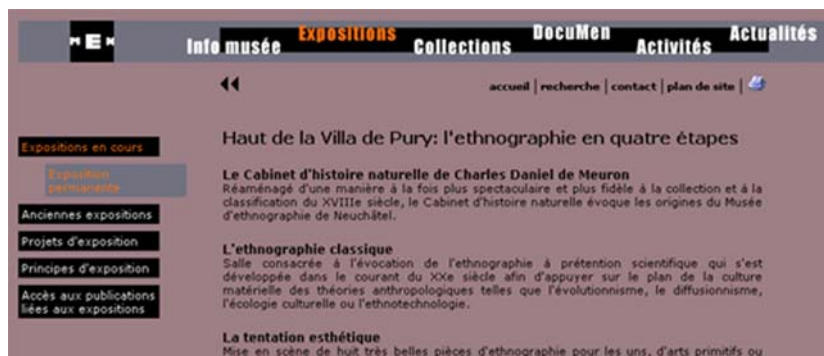 MEN
Info musée Expositions Collections DocuMen Activités Actualités
accueil | recherche | contact | plan de site |
Haut de la Villa de Pury: l'ethnographie en quatre étapes
Expositions en cours
Exposition
permanente
Anciennes expositions
Projets d'exposition
Principes d'exposition
Accès aux publications
liées aux expositions
Le Cabinet d'histoire naturelle de Charles Daniel de Meuron
Réaménagé d'une manière à la fois plus spectaculaire et plus fidèle à la collection et à la
classification du XVIIIe siècle, le Cabinet d'histoire naturelle évoque les origines du Musée
d'ethnographie de Neuchâtel.
L'ethnographie classique
Salle consacrée à l'évocation de l'ethnographie à prétention scientifique qui s'est
développée dans le courant du XXe siècle afin d'appuyer sur le plan de la culture
matérielle des théories anthropologiques telles que l'évolutionnisme, le diffusionnisme,
l'écologie culturelle ou l'ethnotechnologie.
La tentation esthétique
Mise en scène de huit très belles pièces d'ethnographie pour les uns, d'arts primitifs ou